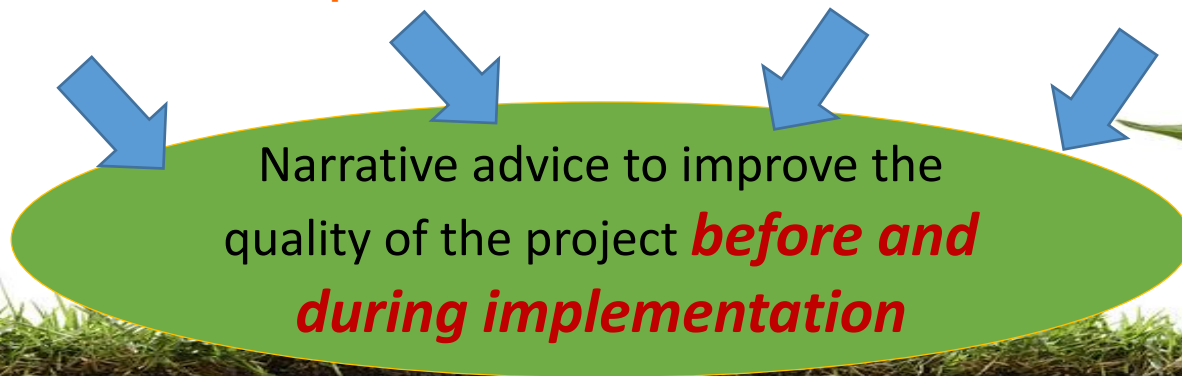 Narrative advice to improve the
quality of the project before and
during implementation